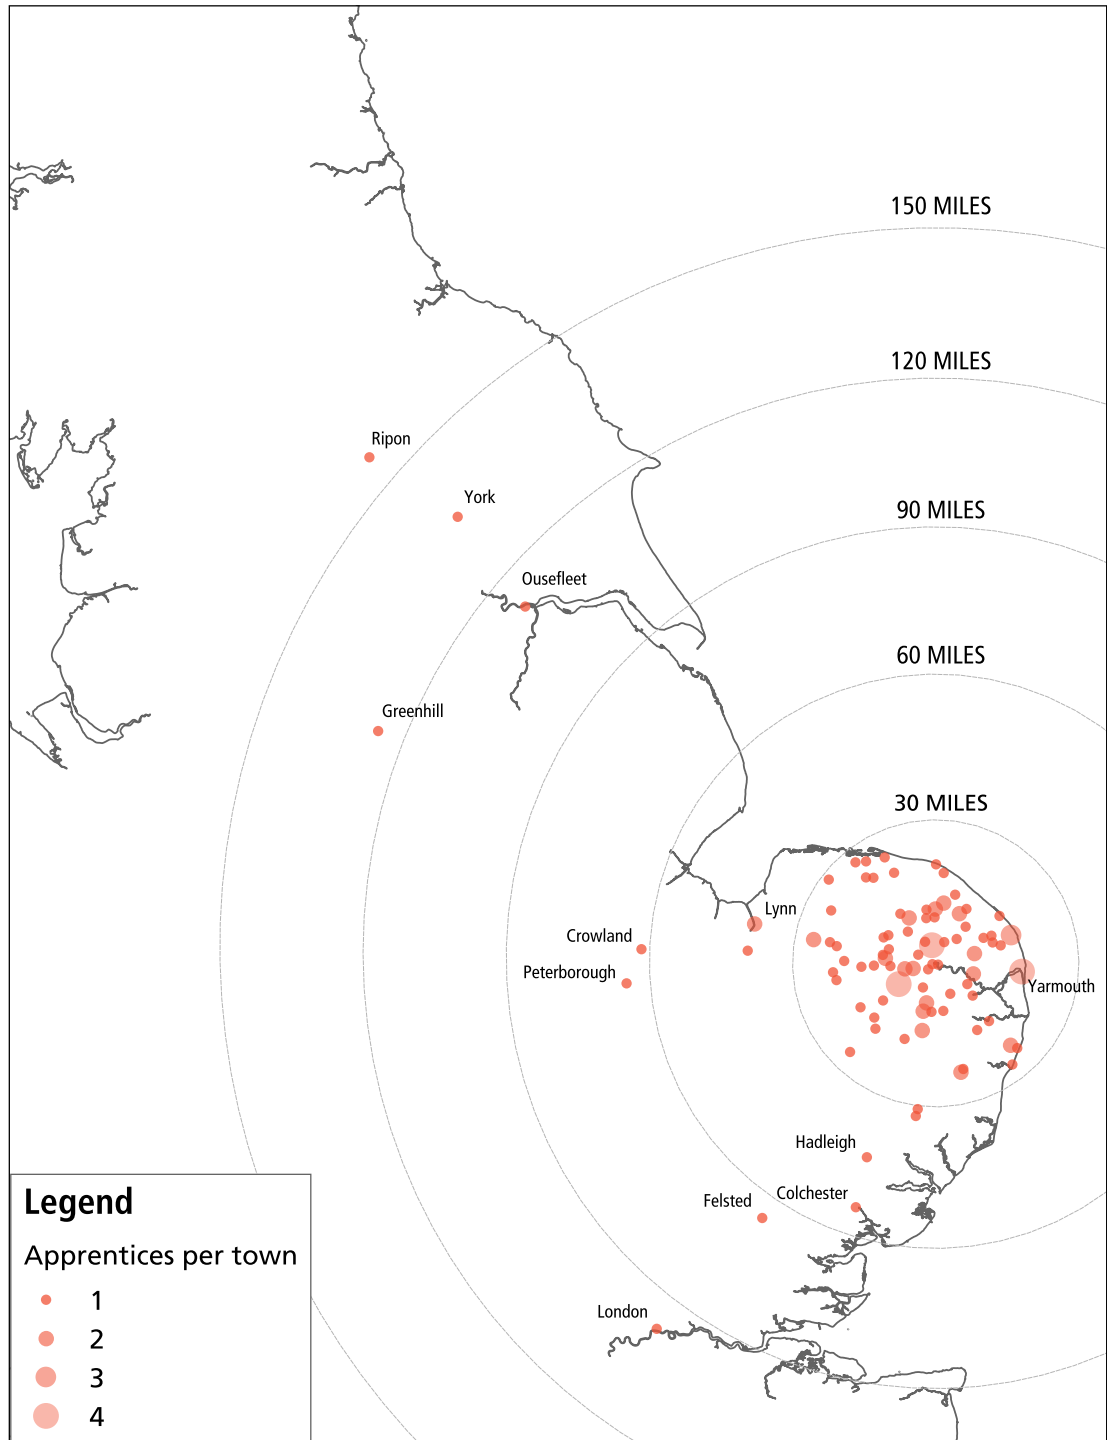 150 MILES
120 MILES
Ripon
York
90 MILES
Ousefleet
60 MILES
Greenhill
30 MILES
Lynn
Crowland
Peterborough
Yarmouth
Hadleigh
Colchester
Felsted
London
Legend
Apprentices per town
1
2
3
4